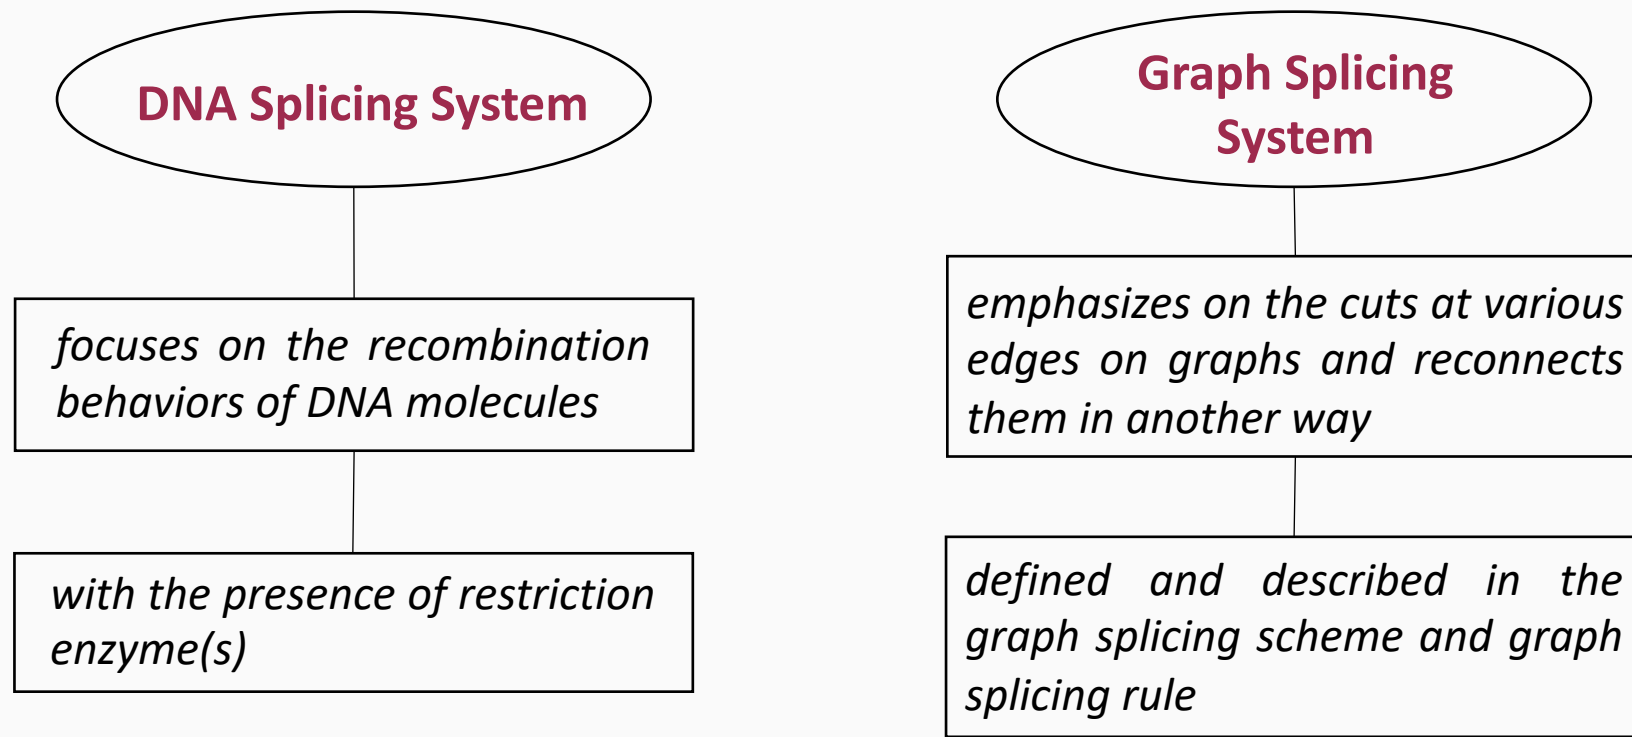 DNA Splicing System
focuses on the recombination
behaviors of DNA molecules
with the presence of restriction
enzyme(s)
Graph Splicing
System
emphasizes on the cuts at various
edges on graphs and reconnects
them in another way
defined and described in the
graph splicing scheme and graph
splicing rule